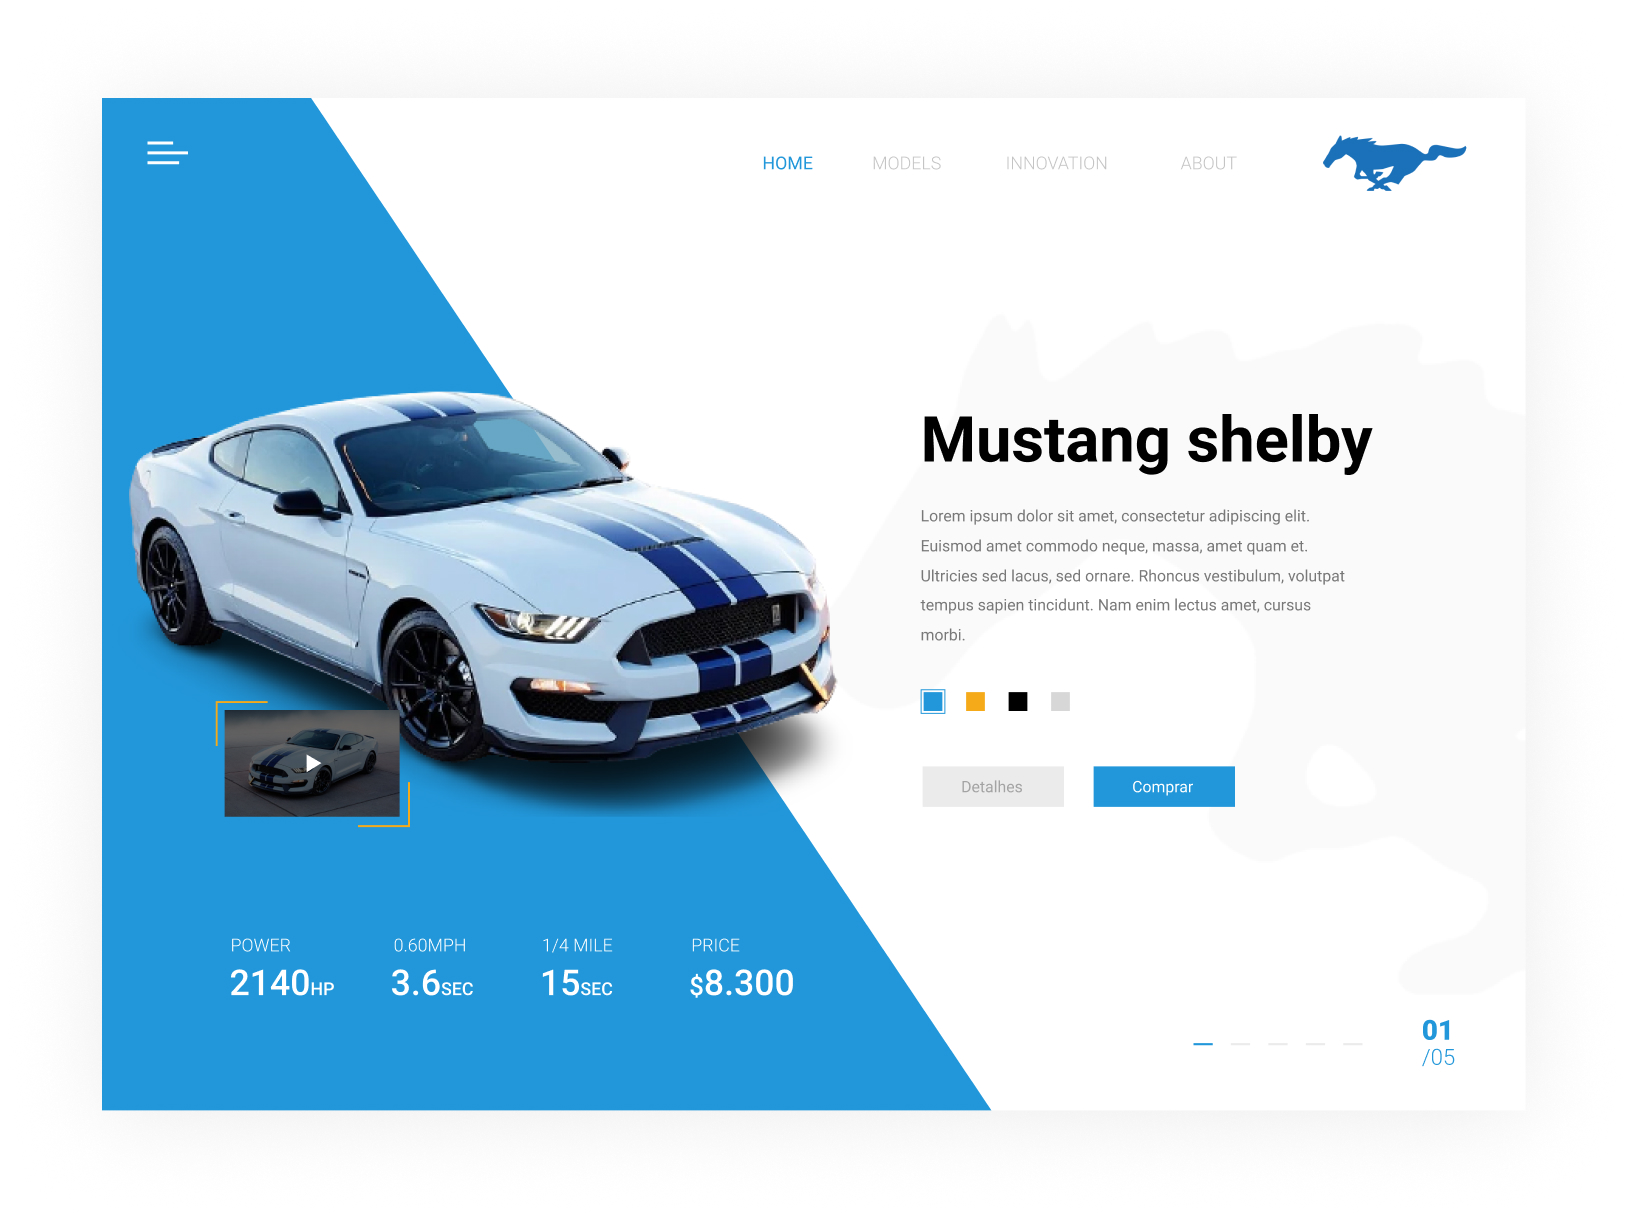 HOME
MODELS
INNOVATION
ABOUT
Mustang shelby
Lorem ipsum dolor sit amet, consectetur adipiscing elit.
Euismod amet commodo neque, massa, amet quam et.
Ultricies sed lacus, sed ornare. Rhoncus vestibulum, volutpat
tempus sapien tincidunt. Nam enim lectus amet, cursus
morbi.
Detalhes
Comprar
POWER
2140HP
0.60MPH
3.6SEC
1/4 MILE
15SEC
PRICE
$8.300
01
/05